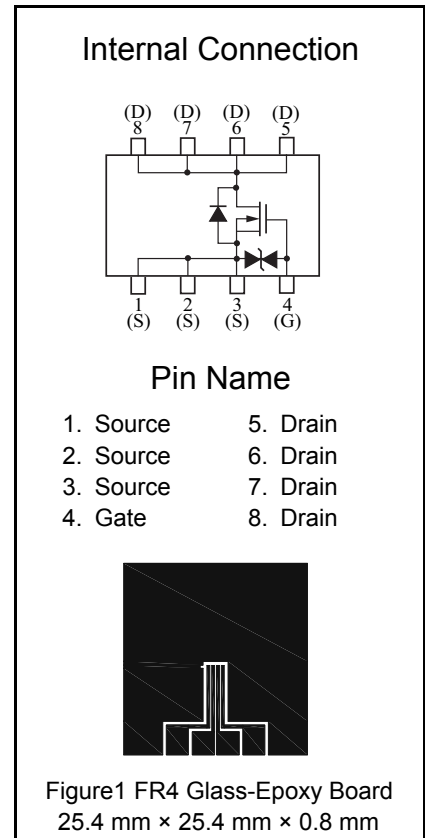 Internal Connection
(D) (D) (D) (D)
8 7 6 5
1 2 3 4
(S) (S) (S) (G)
Pin Name
1. Source 5. Drain
2. Source 6. Drain
3. Source 7. Drain
4. Gate 8. Drain
Figure1 FR4 Glass-Epoxy Board
25.4 mm × 25.4 mm × 0.8 mm